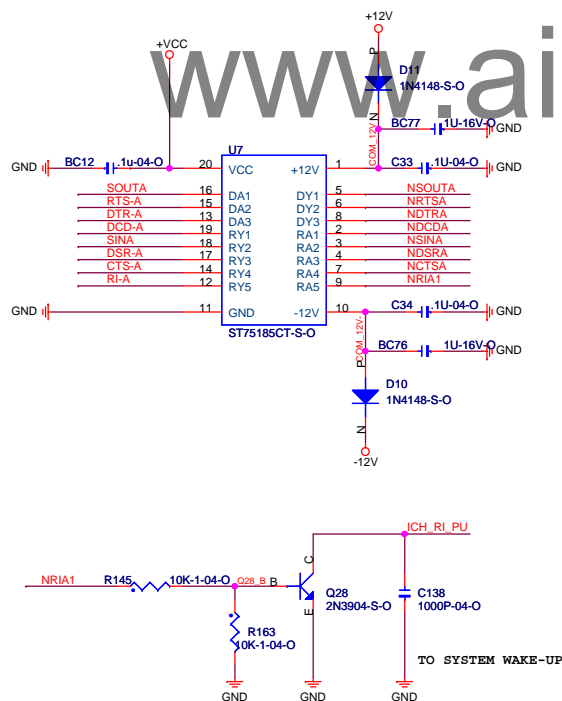 www.ai
+12V
+VCC
P
D11
1N4148-S-O
N
COM_12V
BC77
1U-16V-O
GND
GND
BC12
.1u-04-O
C33
.1U-04-O
GND
U7
20 VCC +12V 1
SOUTA 16 DA1 DY1 5 NSOUTA
RTS-A 15 DA2 DY2 6 NRTSA
DTR-A 13 DA3 DY3 8 NDTRA
DCD-A 19 RY1 RA1 2 NDCDA
SINA 18 RY2 RA2 3 NSINA
DSR-A 17 RY3 RA3 4 NDSRA
CTS-A 14 RY4 RA4 7 NCTSA
RI-A 12 RY5 RA5 9 NRIA1
GND 11 GND -12V 10
ST75185CT-S-O
C34
.1U-04-O
GND
COM_12V-
BC76
1U-16V-O
GND
P
D10
1N4148-S-O
N
-12V
ICH_RI_PU
NRIA1
R145
10K-1-04-O
Q28_B
B
C
E
Q28
2N3904-S-O
C138
1000P-04-O
R163
10K-1-04-O
TO SYSTEM WAKE-UP
GND
GND
GND